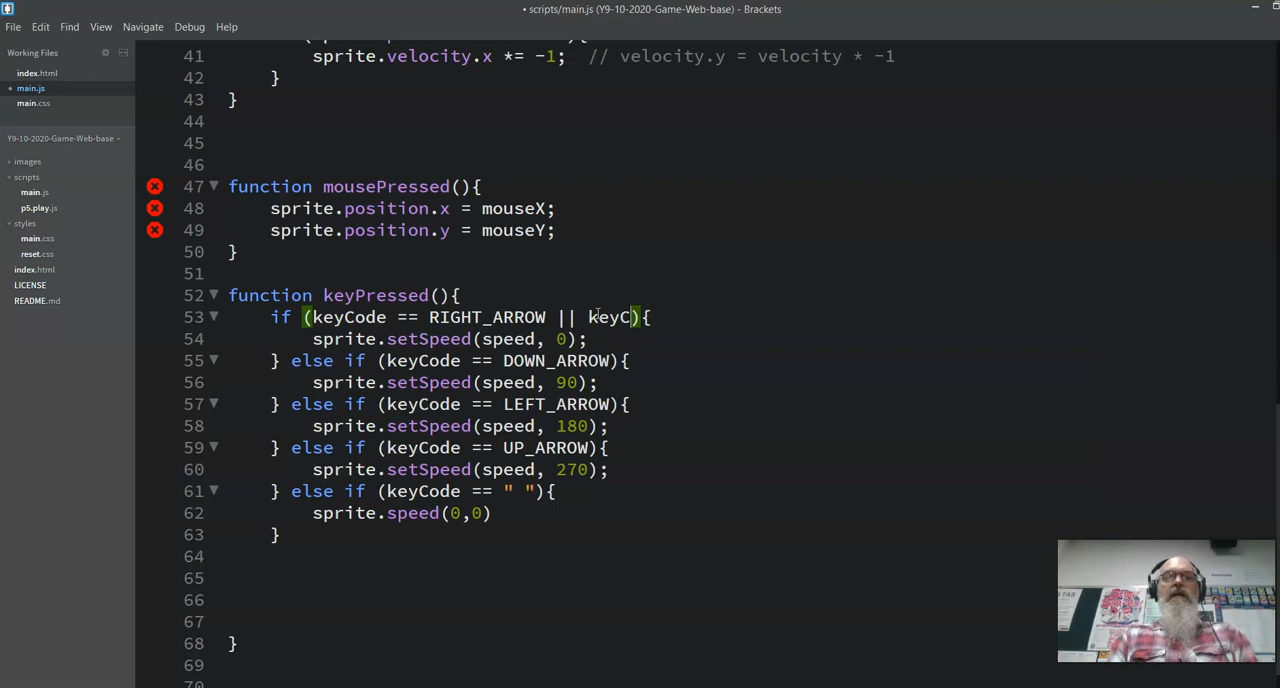 • scripts/main.js (Y9-10-2020-Game-Web-base) - Brackets
File Edit Find View Navigate Debug Help
Working Files
index.html
• main.js
main.css
Y9-10-2020-Game-Web-base
images
scripts
main.js
p5.play.js
styles
main.css
reset.css
index.html
LICENSE
README.md
41 sprite.velocity.x *= -1; // velocity.y = velocity * -1
42 }
43 }
44
45
46
47 function mousePressed(){
48 sprite.position.x = mouseX;
49 sprite.position.y = mouseY;
50 }
51
52 function keyPressed(){
53 if (keyCode == RIGHT_ARROW || keyC){
54 sprite.setSpeed(speed, 0);
55 } else if (keyCode == DOWN_ARROW){
56 sprite.setSpeed(speed, 90);
57 } else if (keyCode == LEFT_ARROW){
58 sprite.setSpeed(speed, 180);
59 } else if (keyCode == UP_ARROW){
60 sprite.setSpeed(speed, 270);
61 } else if (keyCode == " "){
62 sprite.speed(0,0)
63 }
64
65
66
67
68 }
69